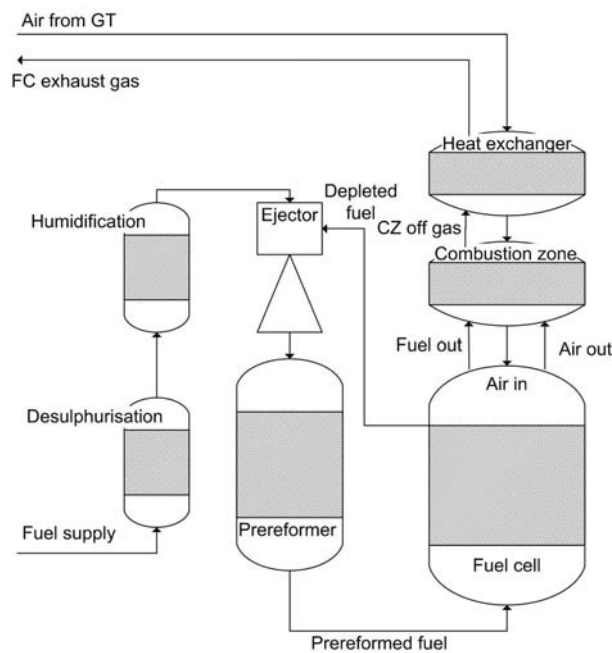 Air from GT
FC exhaust gas
Heat exchanger
Depleted
fuel
Ejector
Humidification
CZ off gas
Combustion zone
Fuel out
Air out
Air in
Desulphurisation
Fuel supply
Prereformer
Fuel cell
Prereformed fuel